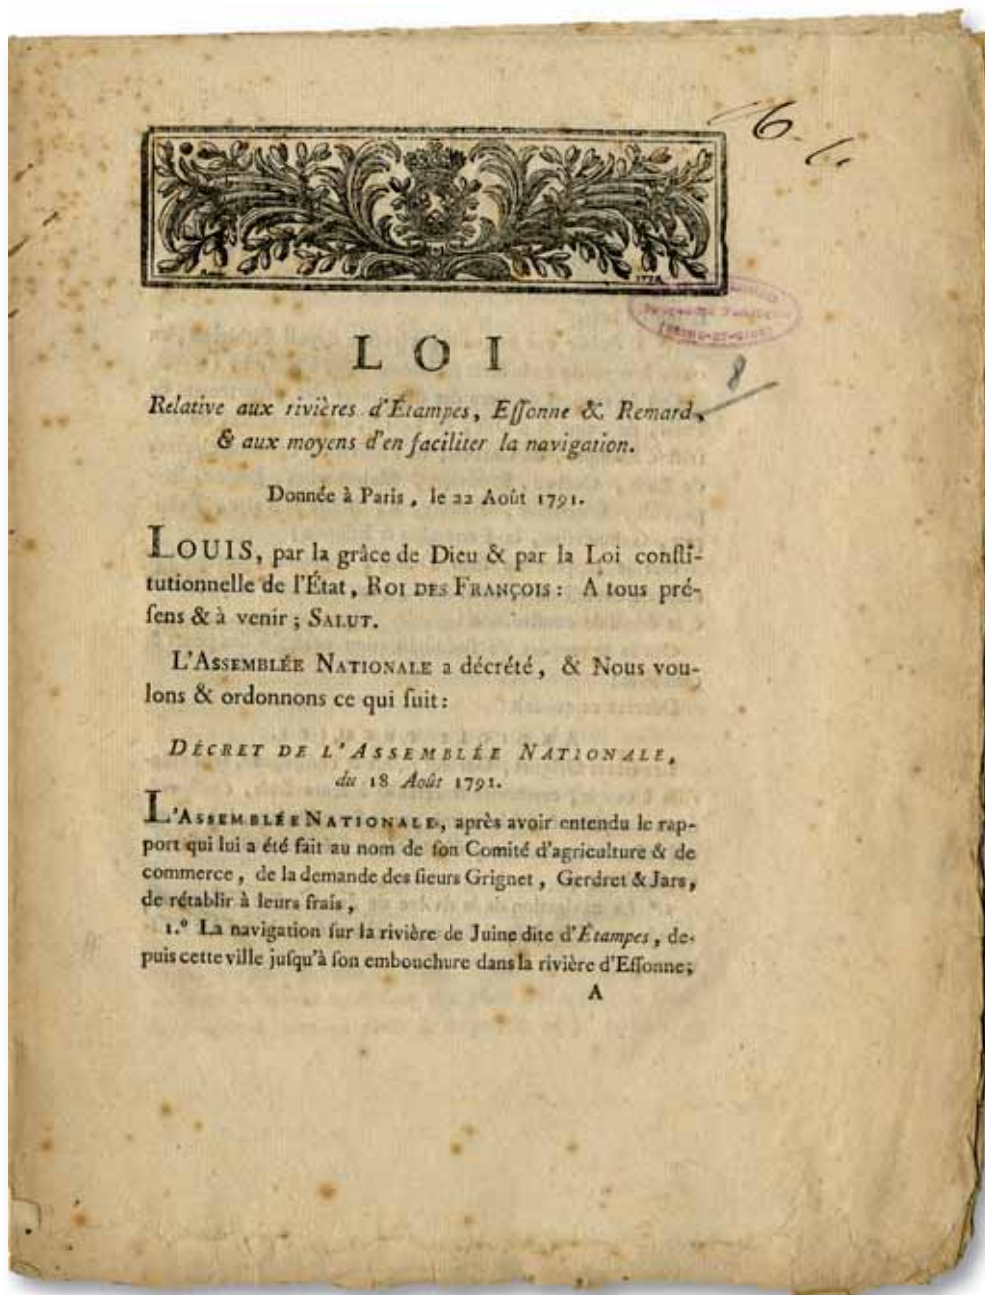 16.
LOI
Relative aux rivières d'Étampes, Eſſonne & Remard,
& aux moyens d'en faciliter la navigation.
8
Donnée à Paris, le 22 Août 1791.
LOUIS, par la grâce de Dieu & par la Loi conſti-
tutionnelle de l'État, ROI DES FRANÇOIS: A tous pré-
ſens & à venir; SALUT.
L'ASSEMBLÉE NATIONALE a décrété, & Nous vou-
lons & ordonnons ce qui ſuit:
DÉCRET DE L'ASSEMBLÉE NATIONALE,
du 18 Août 1791.
L'ASSEMBLÉE NATIONALE, après avoir entendu le rap-
port qui lui a été fait au nom de ſon Comité d'agriculture & de
commerce, de la demande des ſieurs Grignet, Gerdret & Jars,
de rétablir à leurs frais,
1.º La navigation ſur la rivière de Juine dite d'Étampes, de-
puis cette ville juſqu'à ſon embouchure dans la rivière d'Eſſonne;
A